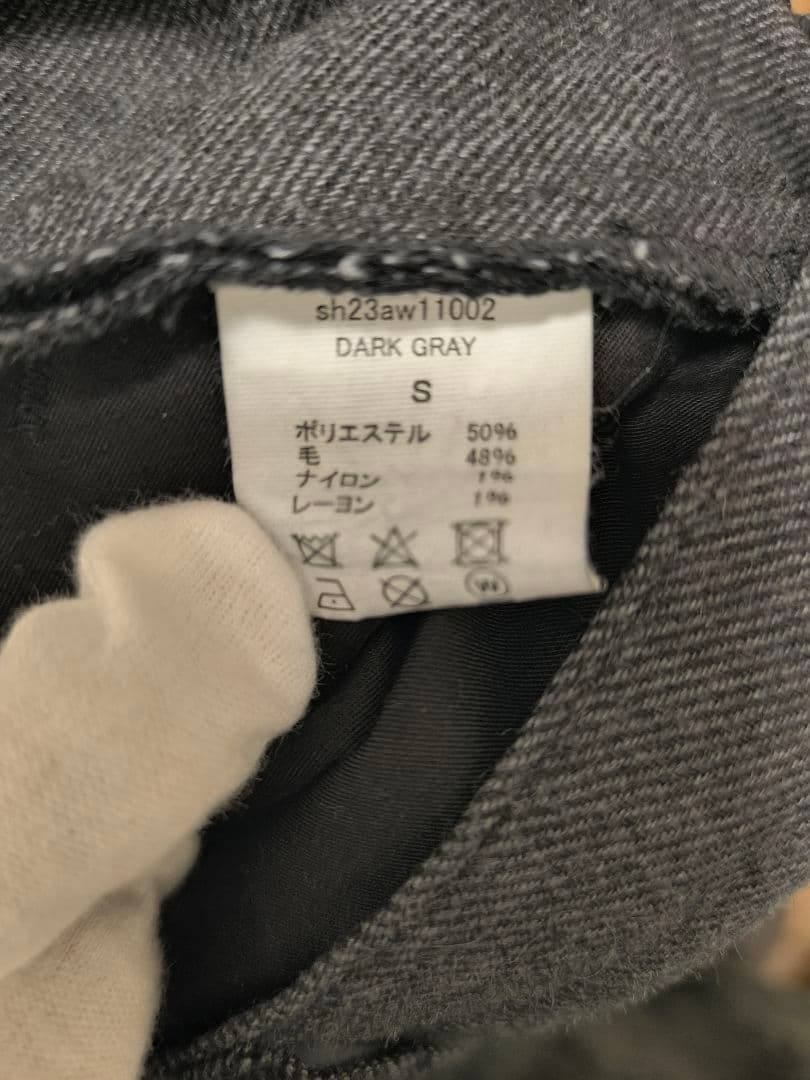 sh23aw11002
DARK GRAY
S
ポリエステル 50%
毛 48%
ナイロン 1%
レーヨン 1%
W